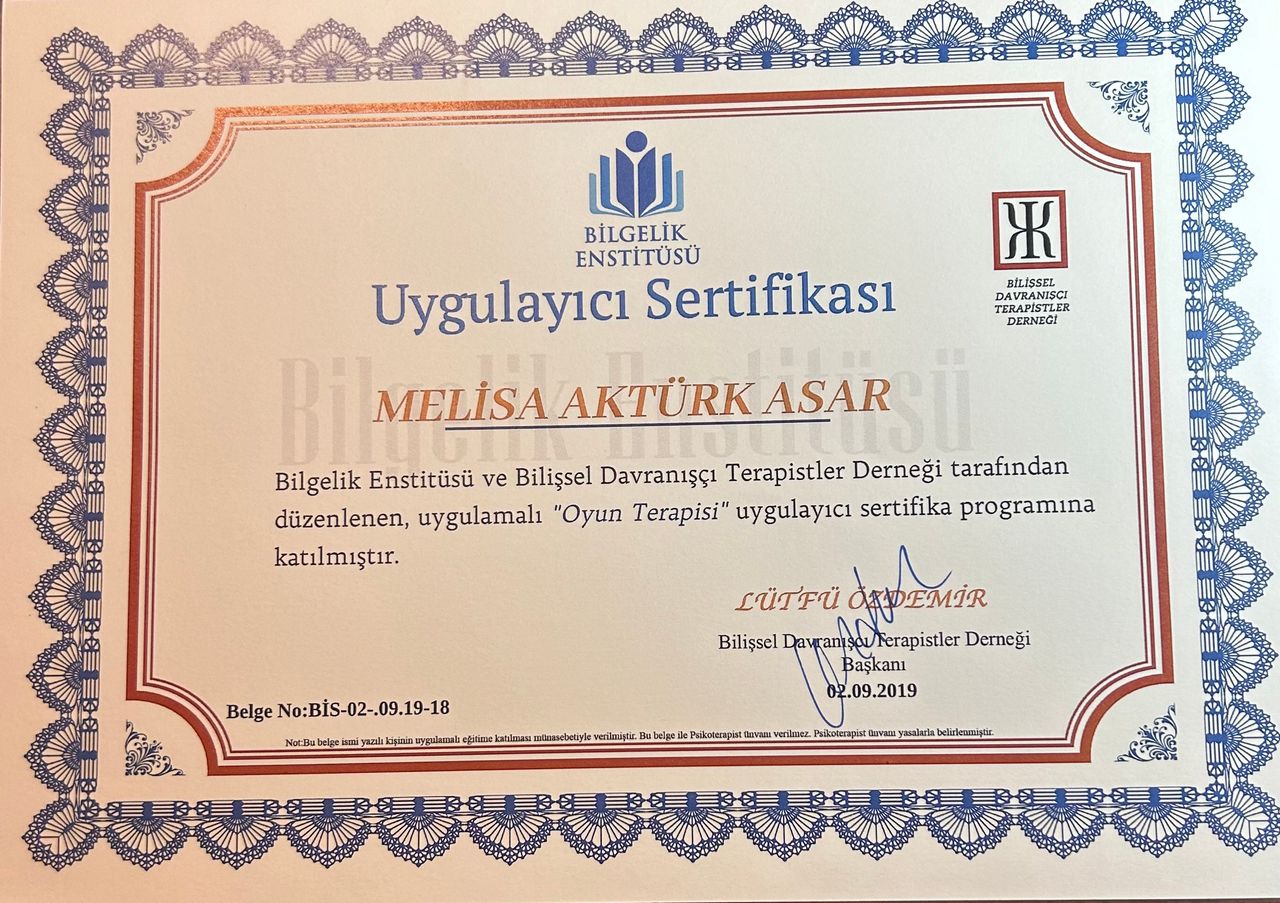 BİLGELİK
ENSTİTÜSÜ
BİLİŞSEL
DAVRANIŞÇI
TERAPİSTLER
DERNEĞİ
Uygulayıcı Sertifikası
Bilgelik Enstitüsü
MELİSA AKTÜRK ASAR
Bilgelik Enstitüsü ve Bilişsel Davranışçı Terapistler Derneği tarafından
düzenlenen, uygulamalı "Oyun Terapisi" uygulayıcı sertifika programına
katılmıştır.
LÜTFÜ ÖZDEMİR
Bilişsel Davranışçı Terapistler Derneği
Başkanı
02.09.2019
Belge No:BİS-02-.09.19-18
Not:Bu belge ismi yazılı kişinin uygulamalı eğitime katılması münasebetiyle verilmiştir. Bu belge ile Psikoterapist ünvanı verilmez. Psikoterapist ünvanı yasalarla belirlenmiştir.